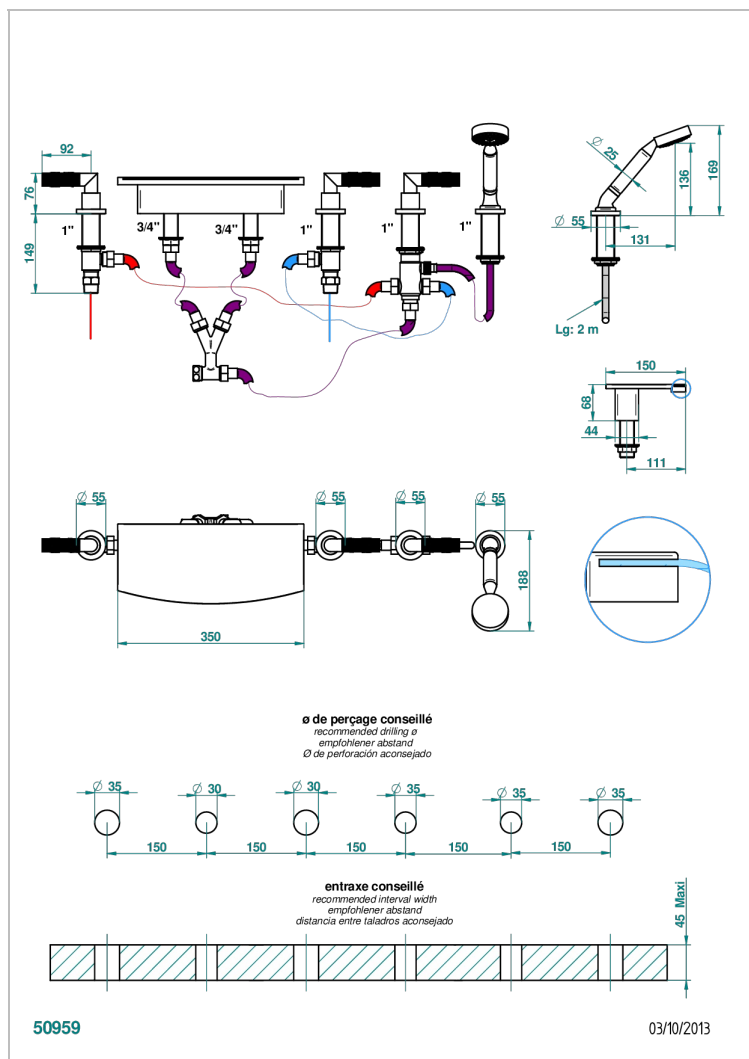 92
76
149
1"
3/4"
3/4"
1"
1"
1"
Ø 25
Ø 55
131
136
169
Lg: 2 m
150
68
44
111
Ø 55
Ø 55
Ø 55
Ø 55
188
350
ø de perçage conseillé
recommended drilling ø
empfohlener abstand
Ø de perforación aconsejado
Ø 35
Ø 30
Ø 30
Ø 35
Ø 35
Ø 35
150
150
150
150
150
entraxe conseillé
recommended interval width
empfohlener abstand
distancia entre taladros aconsejado
45 Maxi
50959
03/10/2013